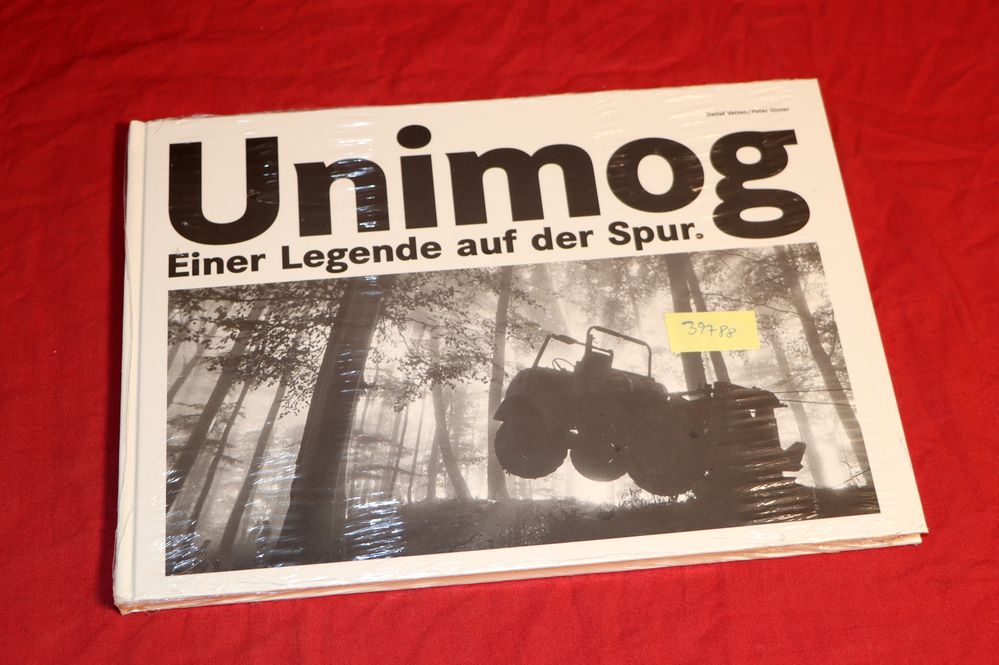 Detlef Vetten/Peter Ginter
Unimog
Einer Legende auf der Spur.
39788